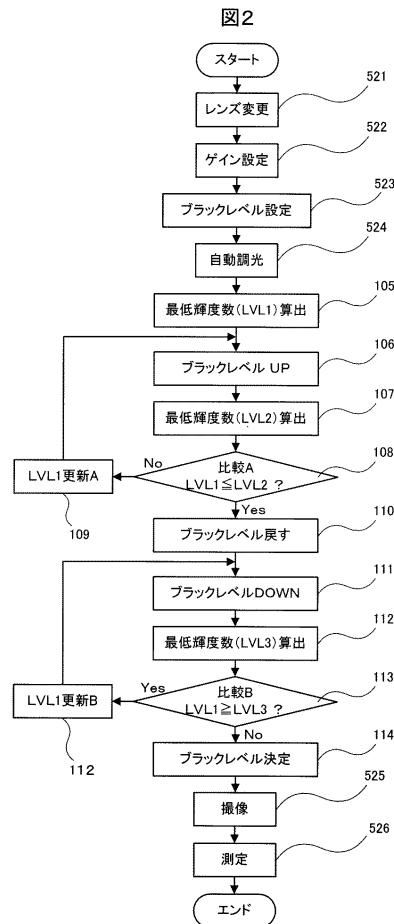 図2
スタート
521
レンズ変更
522
ゲイン設定
523
ブラックレベル設定
524
自動調光
105
最低輝度数(LVL1)算出
106
ブラックレベル UP
107
最低輝度数(LVL2)算出
108
比較A
LVL1≦LVL2 ?
No
LVL1更新A
109
Yes
110
ブラックレベル戻す
111
ブラックレベルDOWN
112
最低輝度数(LVL3)算出
113
比較B
LVL1≧LVL3 ?
Yes
LVL1更新B
112
No
114
ブラックレベル決定
525
撮像
526
測定
エンド